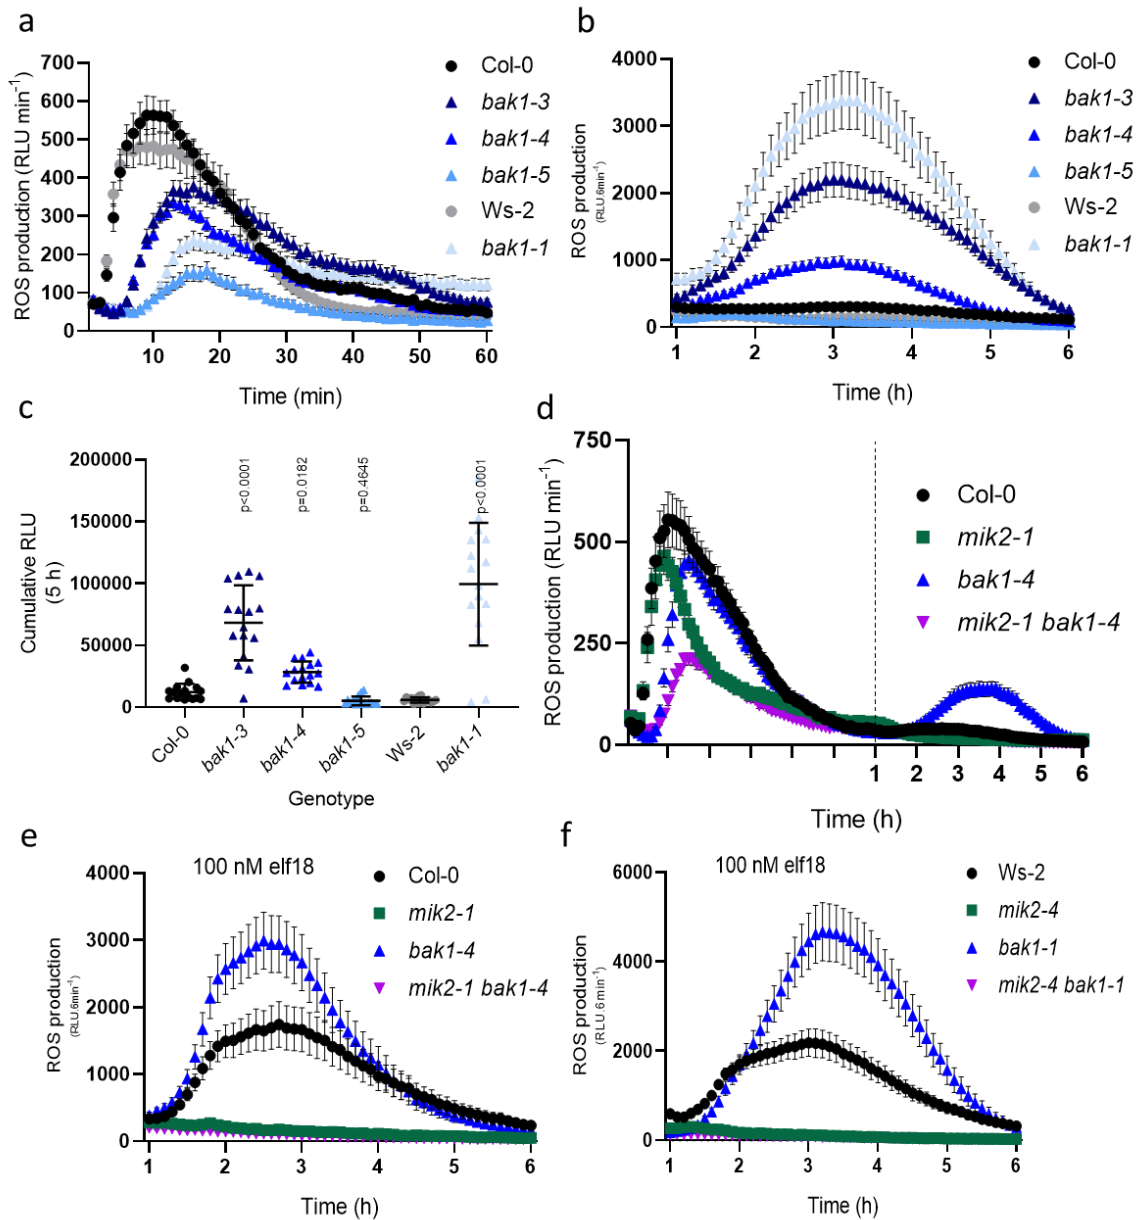 a
700
600
500
400
300
200
100
0
ROS production (RLU min⁻¹)
10 20 30 40 50 60
Time (min)
Col-0
bak1-3
bak1-4
bak1-5
Ws-2
bak1-1
b
4000
3000
2000
1000
0
ROS production
(RLU 6min⁻¹)
1 2 3 4 5 6
Time (h)
Col-0
bak1-3
bak1-4
bak1-5
Ws-2
bak1-1
c
200000
150000
100000
50000
0
Cumulative RLU
(5 h)
p<0.0001
p=0.0182
p=0.4645
p<0.0001
Col-0
bak1-3
bak1-4
bak1-5
Ws-2
bak1-1
Genotype
d
750
500
250
0
ROS production (RLU min⁻¹)
1 2 3 4 5 6
Time (h)
Col-0
mik2-1
bak1-4
mik2-1 bak1-4
e
100 nM elf18
4000
3000
2000
1000
0
ROS production
(RLU 6min⁻¹)
1 2 3 4 5 6
Time (h)
Col-0
mik2-1
bak1-4
mik2-1 bak1-4
f
100 nM elf18
6000
4000
2000
0
ROS production
(RLU 6 min⁻¹)
1 2 3 4 5 6
Time (h)
Ws-2
mik2-4
bak1-1
mik2-4 bak1-1